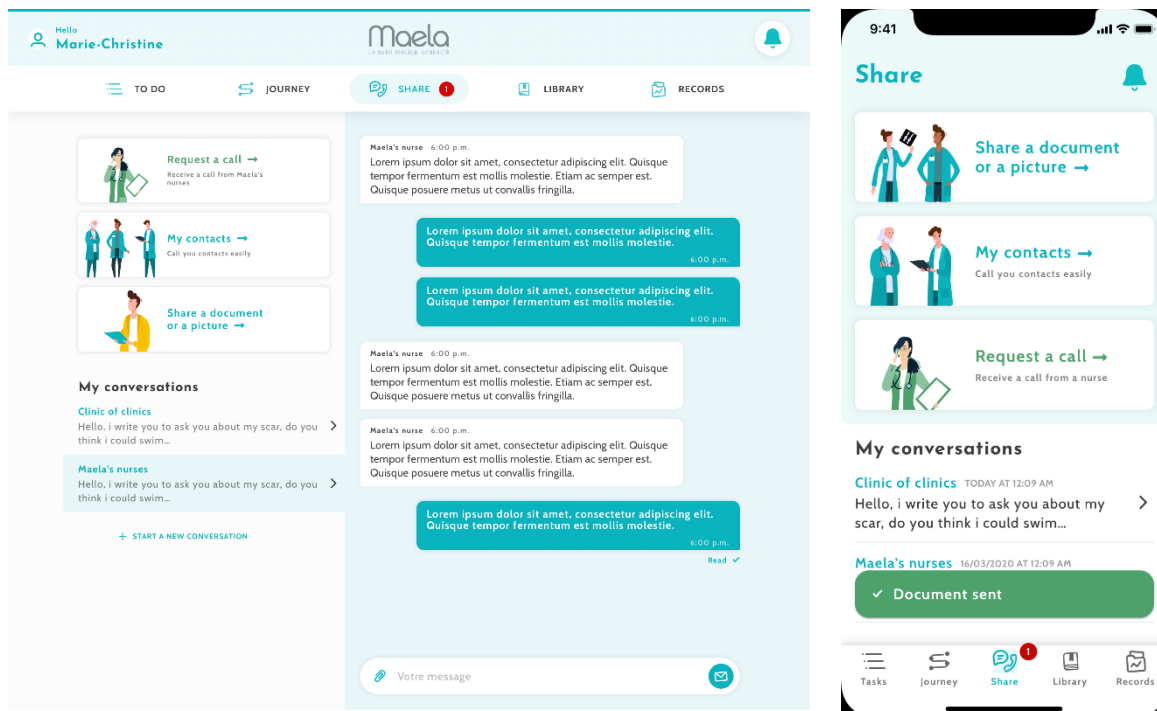 Hello
Marie-Christine
Maela
Le suivi médical connecté
TO DO
JOURNEY
SHARE 1
LIBRARY
RECORDS
Request a call →
Receive a call from Maela's
nurses
My contacts →
Call you contacts easily
Share a document
or a picture →
My conversations
Clinic of clinics
Hello, i write you to ask you about my scar, do you
think i could swim...
Maela's nurses
Hello, i write you to ask you about my scar, do you
think i could swim...
+ START A NEW CONVERSATION
Maela's nurse 6:00 p.m.
Lorem ipsum dolor sit amet, consectetur adipiscing elit. Quisque
tempor fermentum est mollis molestie. Etiam ac semper est.
Quisque posuere metus ut convallis fringilla.
Lorem ipsum dolor sit amet, consectetur adipiscing elit.
Quisque tempor fermentum est mollis molestie.
6:00 p.m.
Lorem ipsum dolor sit amet, consectetur adipiscing elit.
Quisque tempor fermentum est mollis molestie.
6:00 p.m.
Maela's nurse 6:00 p.m.
Lorem ipsum dolor sit amet, consectetur adipiscing elit. Quisque
tempor fermentum est mollis molestie. Etiam ac semper est.
Quisque posuere metus ut convallis fringilla.
Maela's nurse 6:00 p.m.
Lorem ipsum dolor sit amet, consectetur adipiscing elit. Quisque
tempor fermentum est mollis molestie. Etiam ac semper est.
Quisque posuere metus ut convallis fringilla.
Lorem ipsum dolor sit amet, consectetur adipiscing elit.
Quisque tempor fermentum est mollis molestie.
6:00 p.m.
Read ✓
Votre message
9:41
Share
Share a document
or a picture →
My contacts →
Call you contacts easily
Request a call →
Receive a call from a nurse
My conversations
Clinic of clinics TODAY AT 12:09 AM
Hello, i write you to ask you about my
scar, do you think i could swim...
Maela's nurses 16/03/2020 AT 12:09 AM
✓ Document sent
1
Tasks
Journey
Share
Library
Records